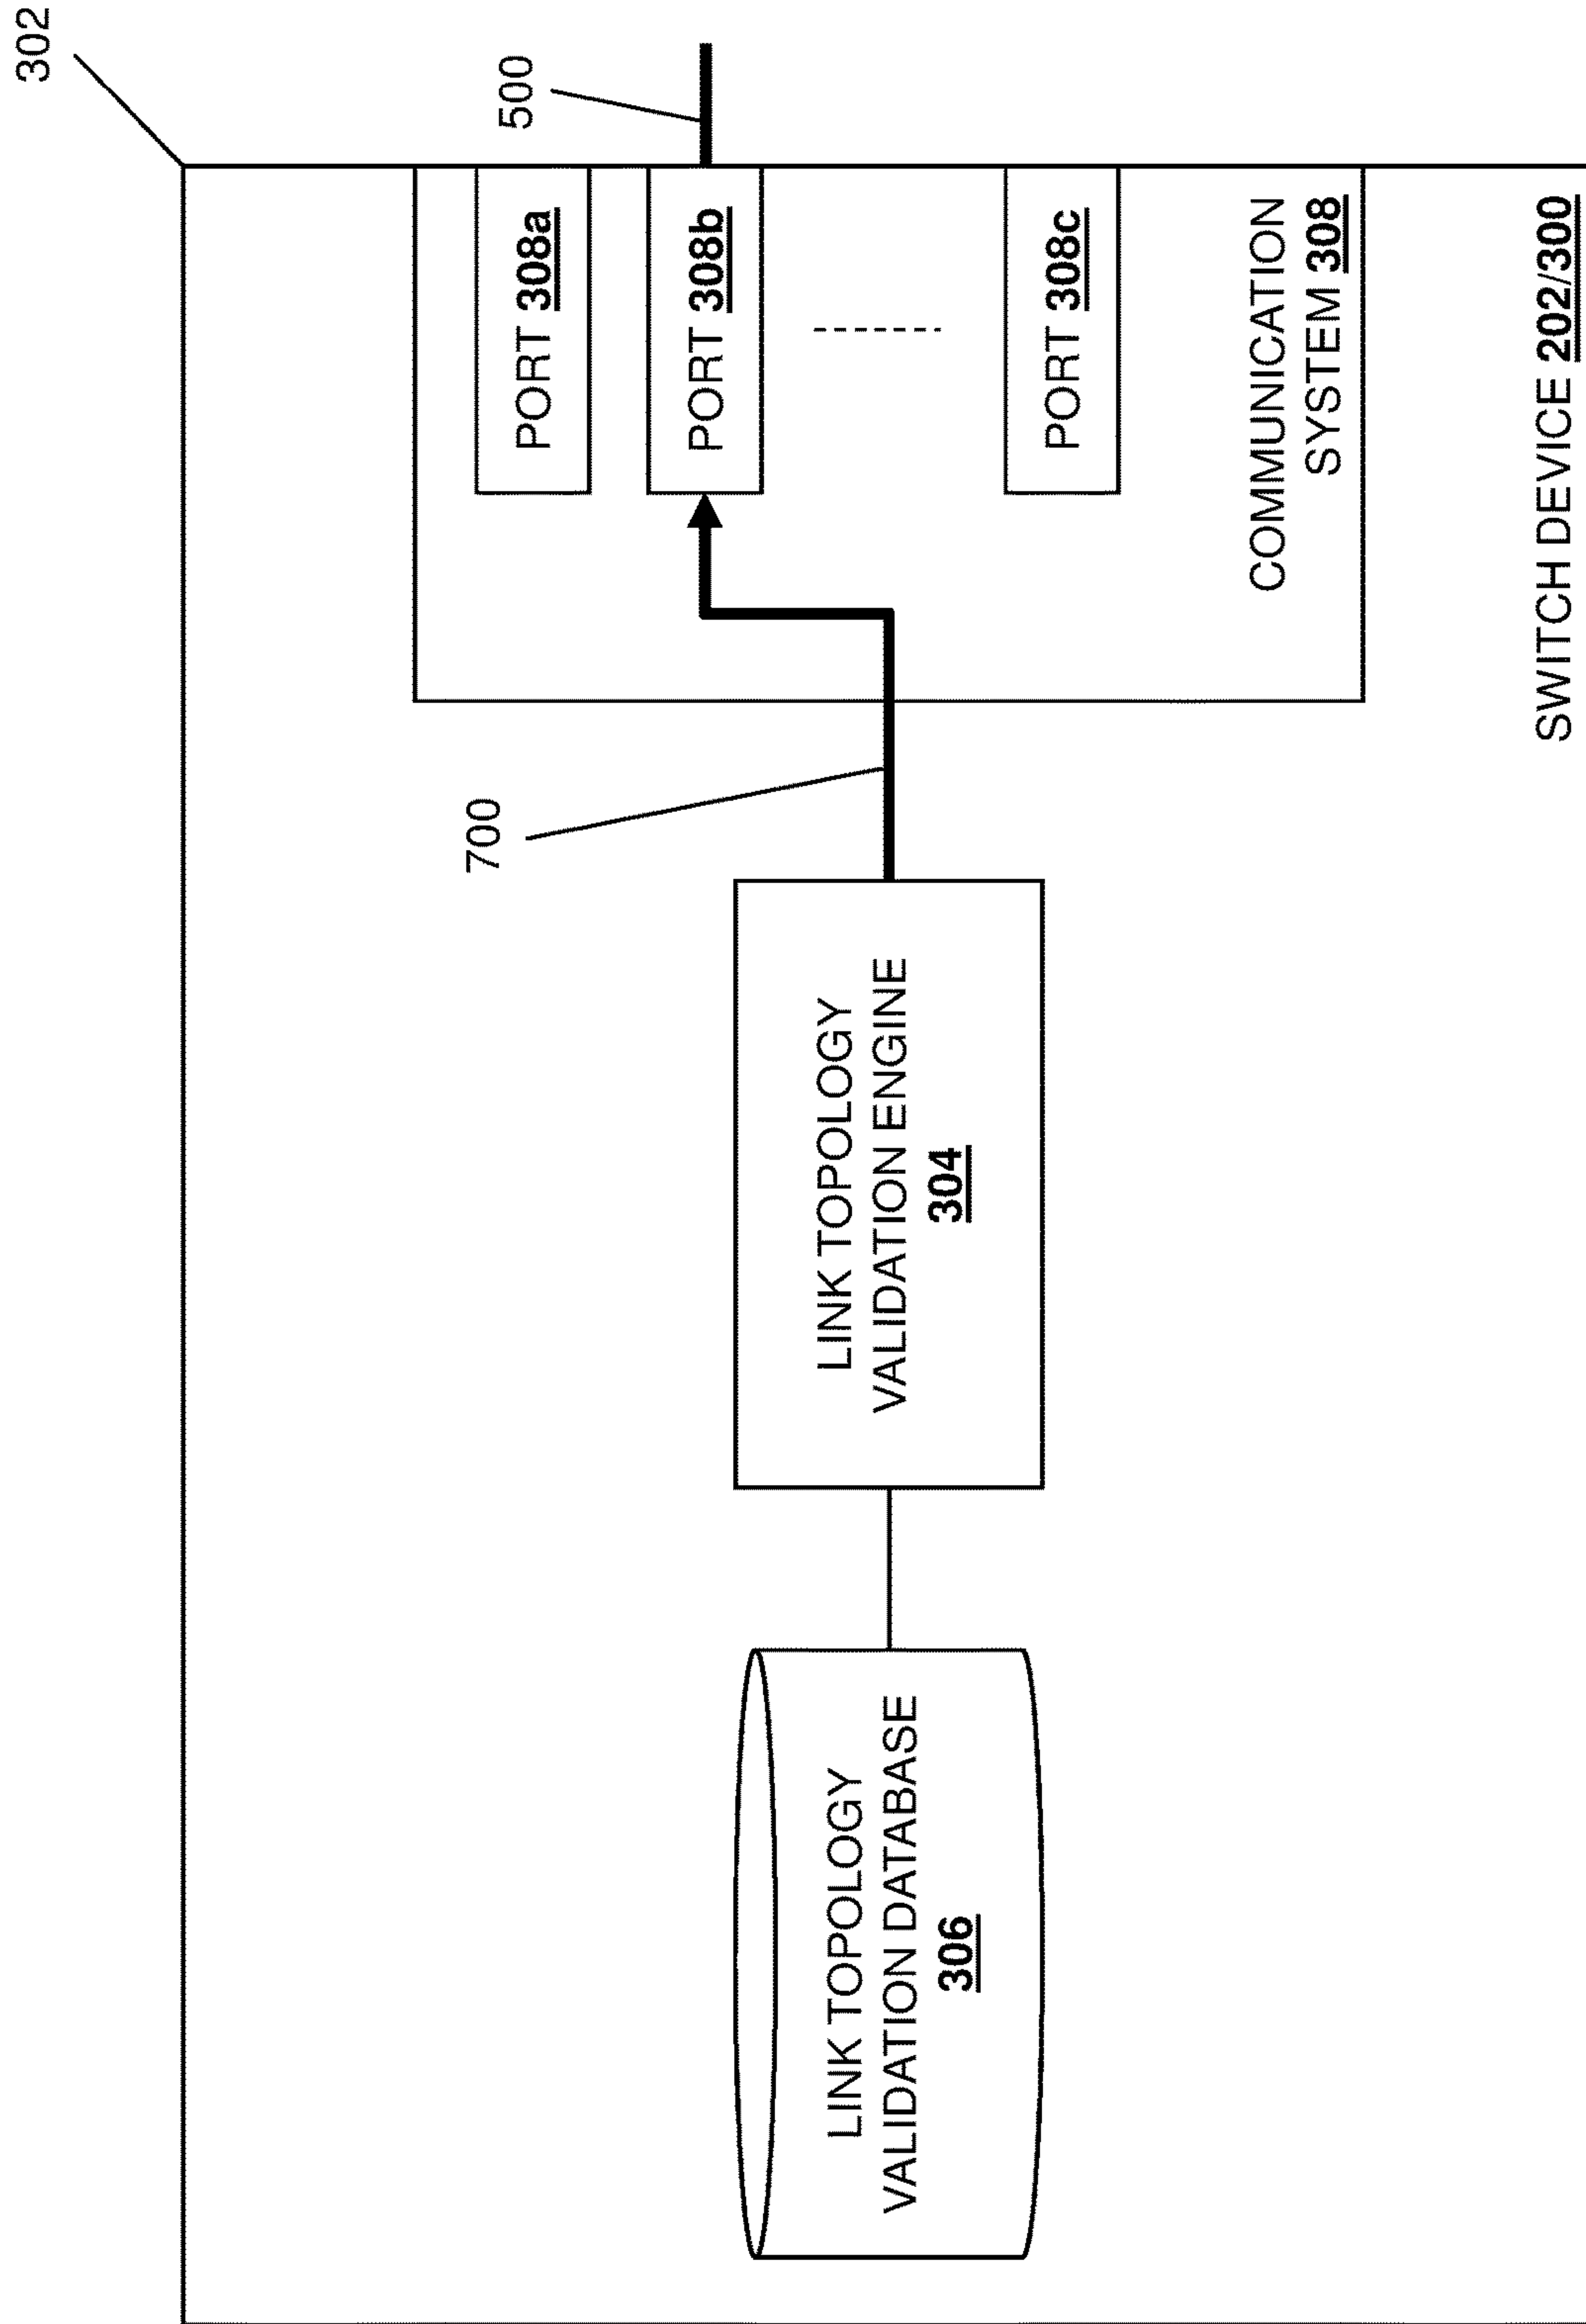 302
500
PORT 308a
PORT 308b
PORT 308c
COMMUNICATION
SYSTEM 308
700
LINK TOPOLOGY
VALIDATION ENGINE
304
LINK TOPOLOGY
VALIDATION DATABASE
306
SWITCH DEVICE 202/300